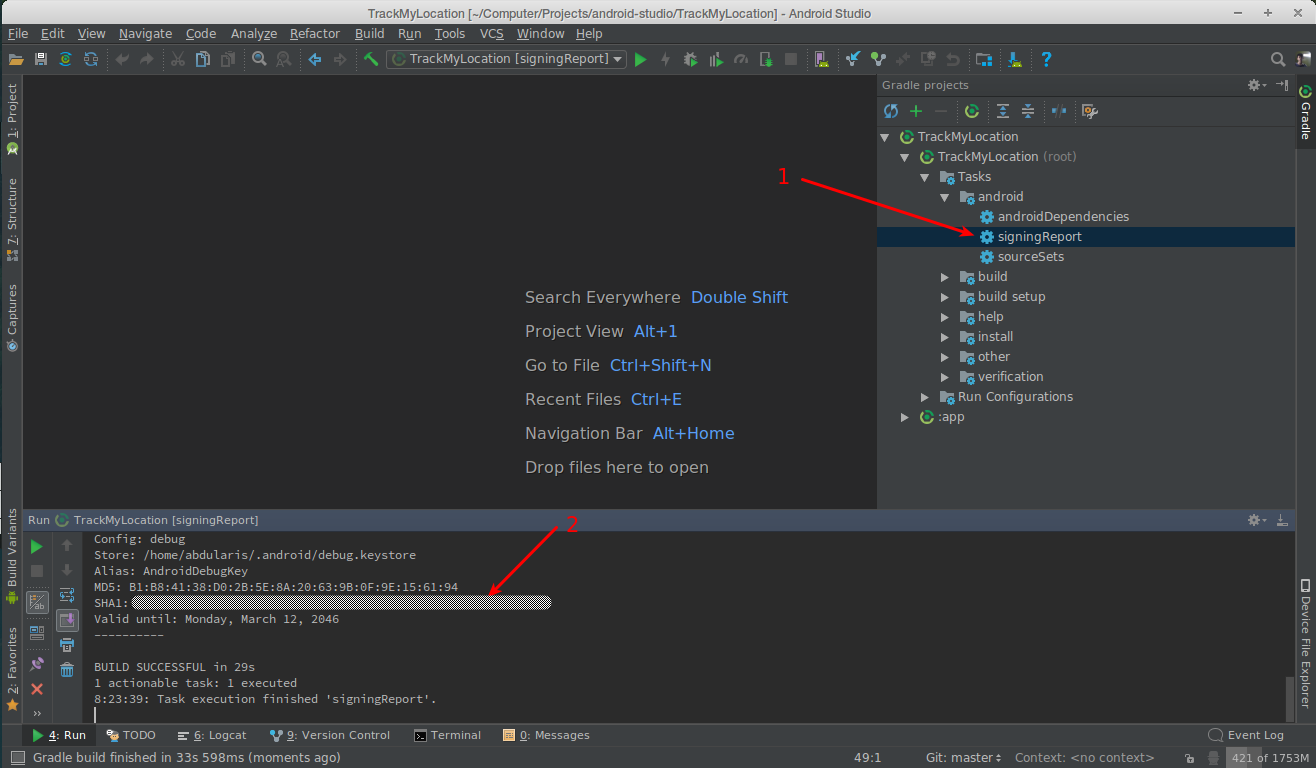 TrackMyLocation [~/Computer/Projects/android-studio/TrackMyLocation] - Android Studio
File Edit View Navigate Code Analyze Refactor Build Run Tools VCS Window Help
TrackMyLocation [signingReport]
1: Project
7: Structure
Captures
Build Variants
2: Favorites
Search Everywhere Double Shift
Project View Alt+1
Go to File Ctrl+Shift+N
Recent Files Ctrl+E
Navigation Bar Alt+Home
Drop files here to open
1
Gradle projects
TrackMyLocation
TrackMyLocation (root)
Tasks
android
androidDependencies
signingReport
sourceSets
build
build setup
help
install
other
verification
Run Configurations
:app
Gradle
Device File Explorer
Run TrackMyLocation [signingReport]
2
Config: debug
Store: /home/abdularis/.android/debug.keystore
Alias: AndroidDebugKey
MD5: B1:B8:41:38:D0:2B:5E:8A:20:63:9B:0F:9E:15:61:94
SHA1:
Valid until: Monday, March 12, 2046
----------
BUILD SUCCESSFUL in 29s
1 actionable task: 1 executed
8:23:39: Task execution finished 'signingReport'.
4: Run TODO 6: Logcat 9: Version Control Terminal 0: Messages Event Log
Gradle build finished in 33s 598ms (moments ago) 49:1 Git: master Context: <no context> 421 of 1753M